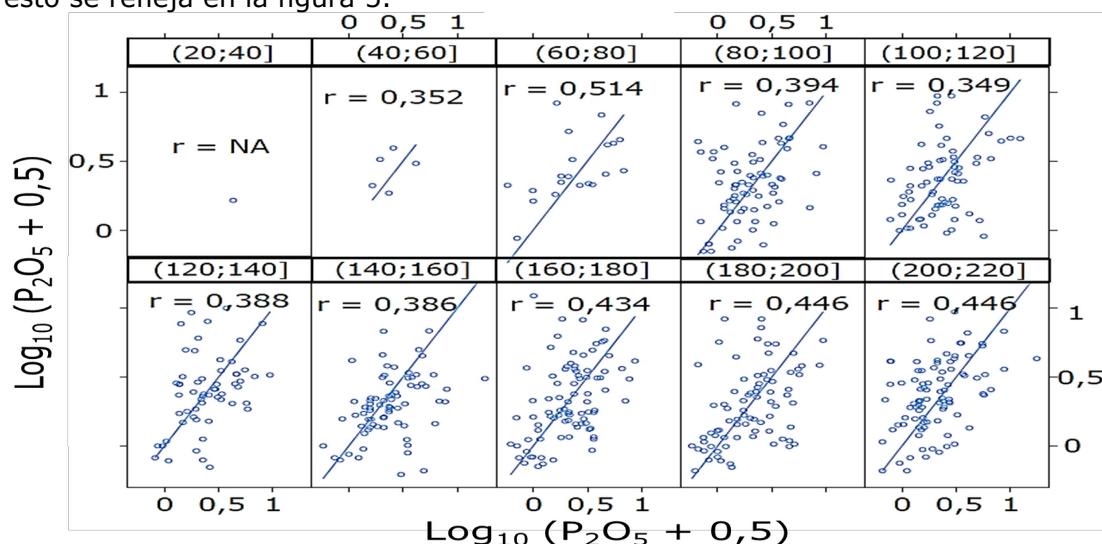 esto se refleja en la figura 3.
0 0,5 1 0 0,5 1
(20;40] (40;60] (60;80] (80;100] (100;120]
1
r = NA r = 0,352 r = 0,514 r = 0,394 r = 0,349
0,5
0
(120;140] (140;160] (160;180] (180;200] (200;220]
r = 0,388 r = 0,386 r = 0,434 r = 0,446 r = 0,446
1
0,5
0
0 0,5 1 0 0,5 1 0 0,5 1
Log₁₀ (P₂O₅ + 0,5)
Log₁₀ (P₂O₅ + 0,5)